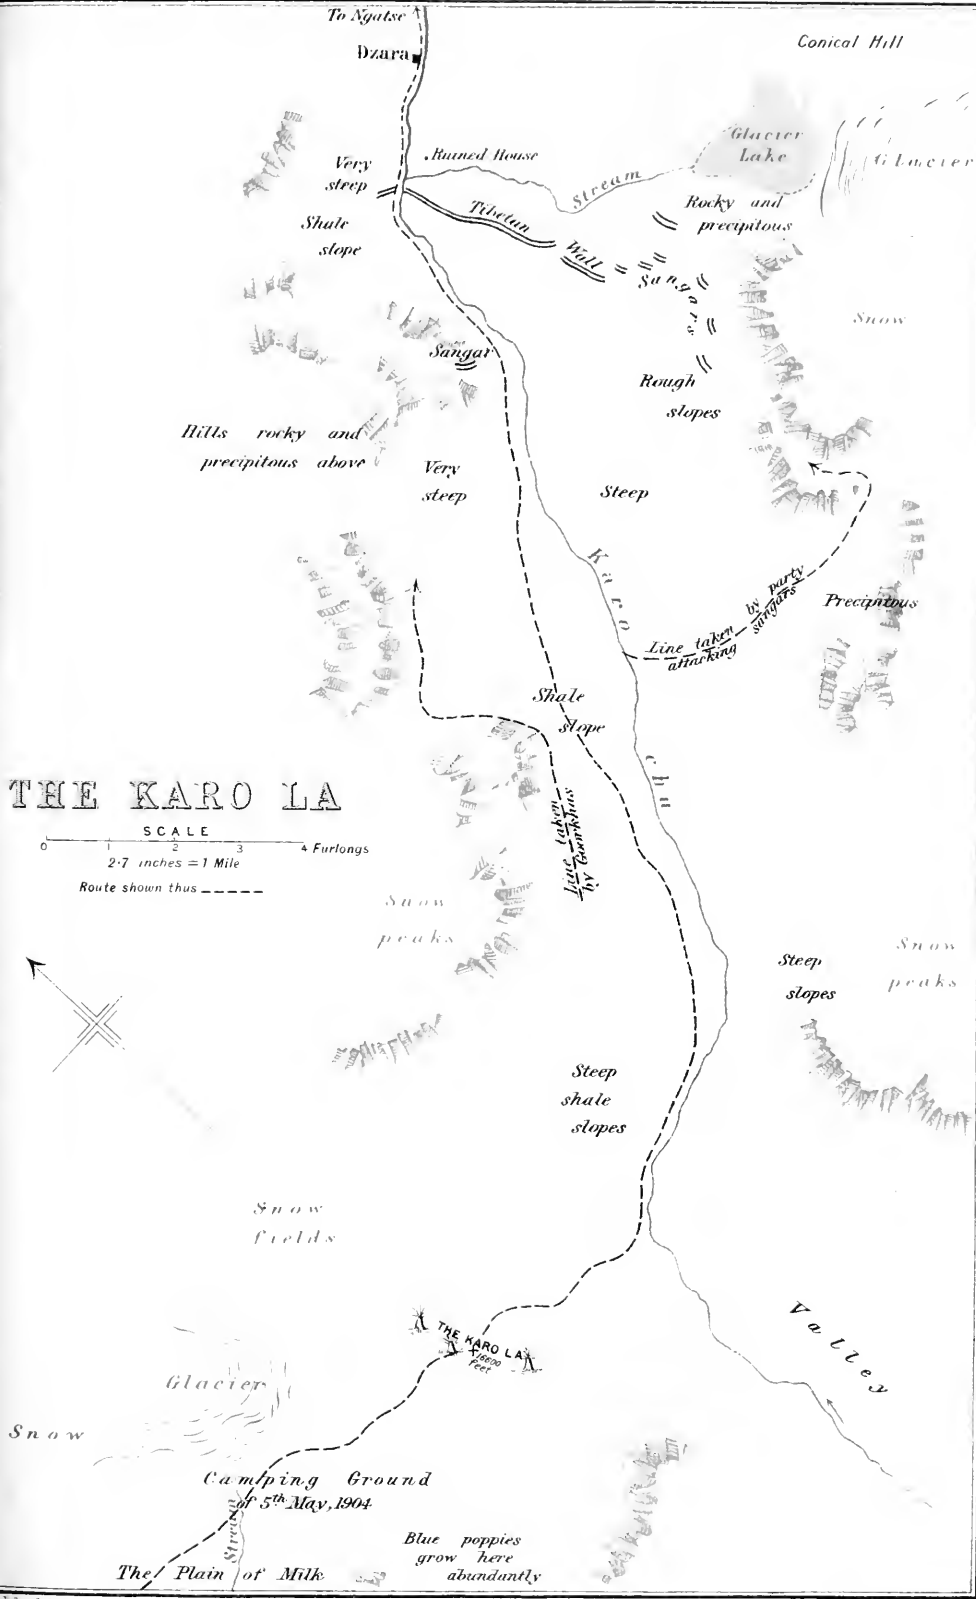 To Ngatse
Conical Hill
Dzara
Glacier
Lake
Glacier
Ruined House
Very
steep
Stream
Rocky and
precipitous
Tibetan
Wall
Shale
slope
Sangars
Snow
Sangar
Rough
slopes
Hills rocky and
precipitous above
Very
steep
Steep
Karo chu
Line taken by party
attacking sangars
Precipitous
Shale
slope
THE KARO LA
SCALE
0 1 2 3 4 Furlongs
2·7 inches = 1 Mile
Route shown thus
Line taken
by Goorkhas
Snow
peaks
Steep
slopes
Snow
peaks
Steep
shale
slopes
Snow
fields
Valley
THE KARO LA
16600
feet
Glacier
Snow
Camping Ground
of 5th May, 1904
Stream
Blue poppies
grow here
abundantly
The Plain of Milk